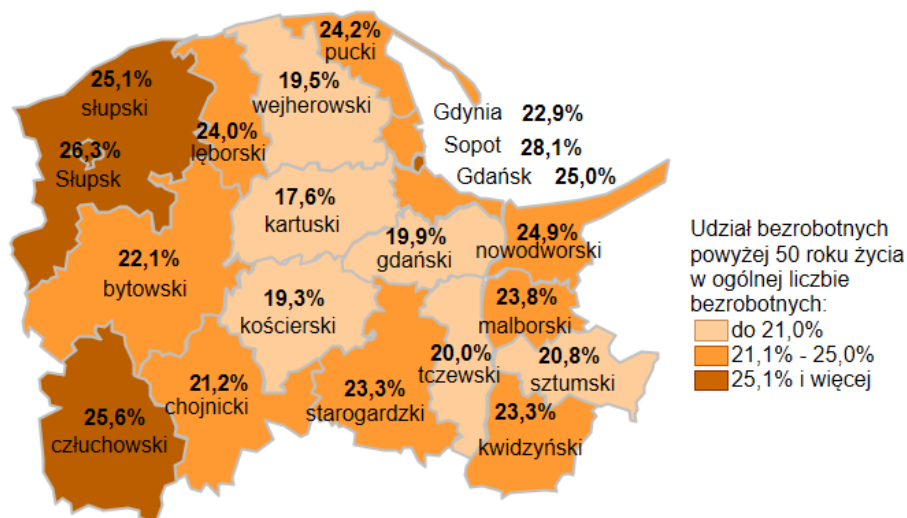 24,2%
pucki
25,1%
słupski
19,5%
wejherowski
Gdynia 22,9%
24,0%
lęborski
Sopot 28,1%
26,3%
Słupsk
Gdańsk 25,0%
17,6%
kartuski
19,9%
gdański
24,9%
nowodworski
22,1%
bytowski
19,3%
kościerski
23,8%
malborski
20,0%
tczewski
20,8%
sztumski
21,2%
chojnicki
23,3%
starogardzki
25,6%
człuchowski
23,3%
kwidzyński
Udział bezrobotnych
powyżej 50 roku życia
w ogólnej liczbie
bezrobotnych:
do 21,0%
21,1% - 25,0%
25,1% i więcej